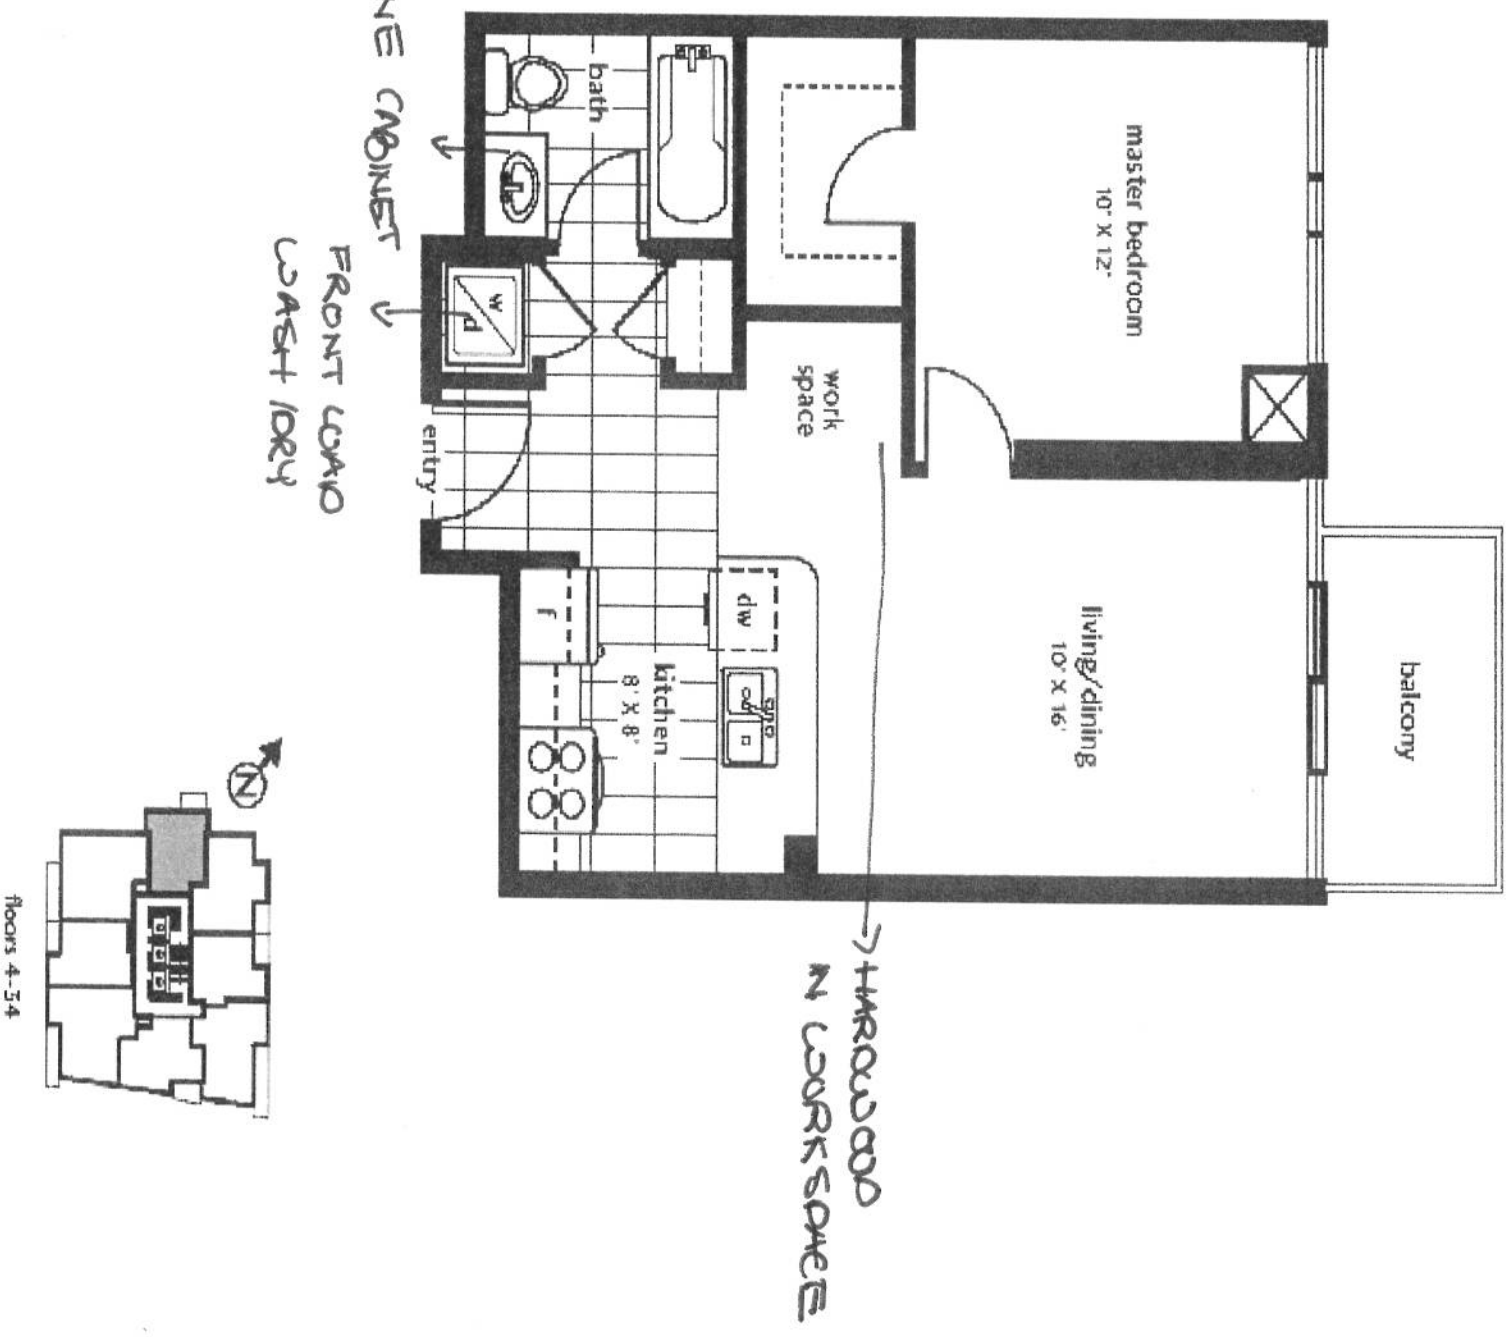 balcony
master bedroom
10' X 12'
living/dining
10' X 16'
work
space
bath
dw
kitchen
8' X 8'
f
w
d
entry
→ HARDWOOD
N WORKSPACE
NE CABINET
FRONT LOAD
WASH/DRY
N
floors 4-34